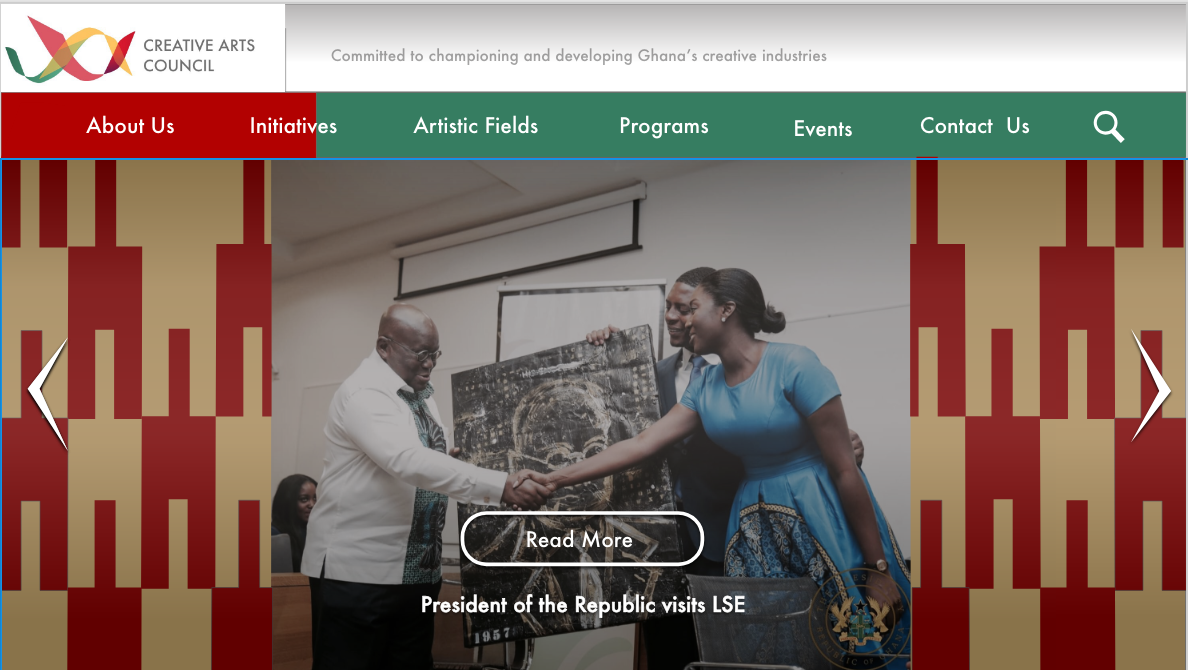 CREATIVE ARTS
COUNCIL
Committed to championing and developing Ghana's creative industries
About Us
Initiatives
Artistic Fields
Programs
Events
Contact Us
Read More
President of the Republic visits LSE
1957